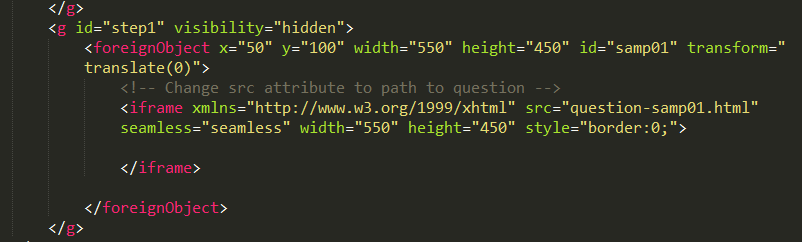 </g>
<g id="step1" visibility="hidden">
<foreignObject x="50" y="100" width="550" height="450" id="samp01" transform="
translate(0)">
<!-- Change src attribute to path to question -->
<iframe xmlns="http://www.w3.org/1999/xhtml" src="question-samp01.html"
seamless="seamless" width="550" height="450" style="border:0;">
</iframe>
</foreignObject>
</g>